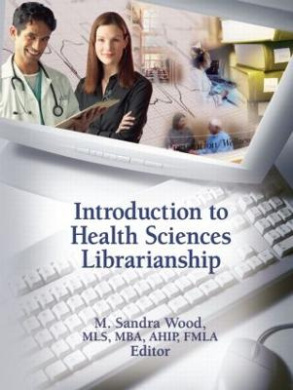 Introduction to
Health Sciences
Librarianship
M. Sandra Wood,
MLS, MBA, AHIP, FMLA
Editor